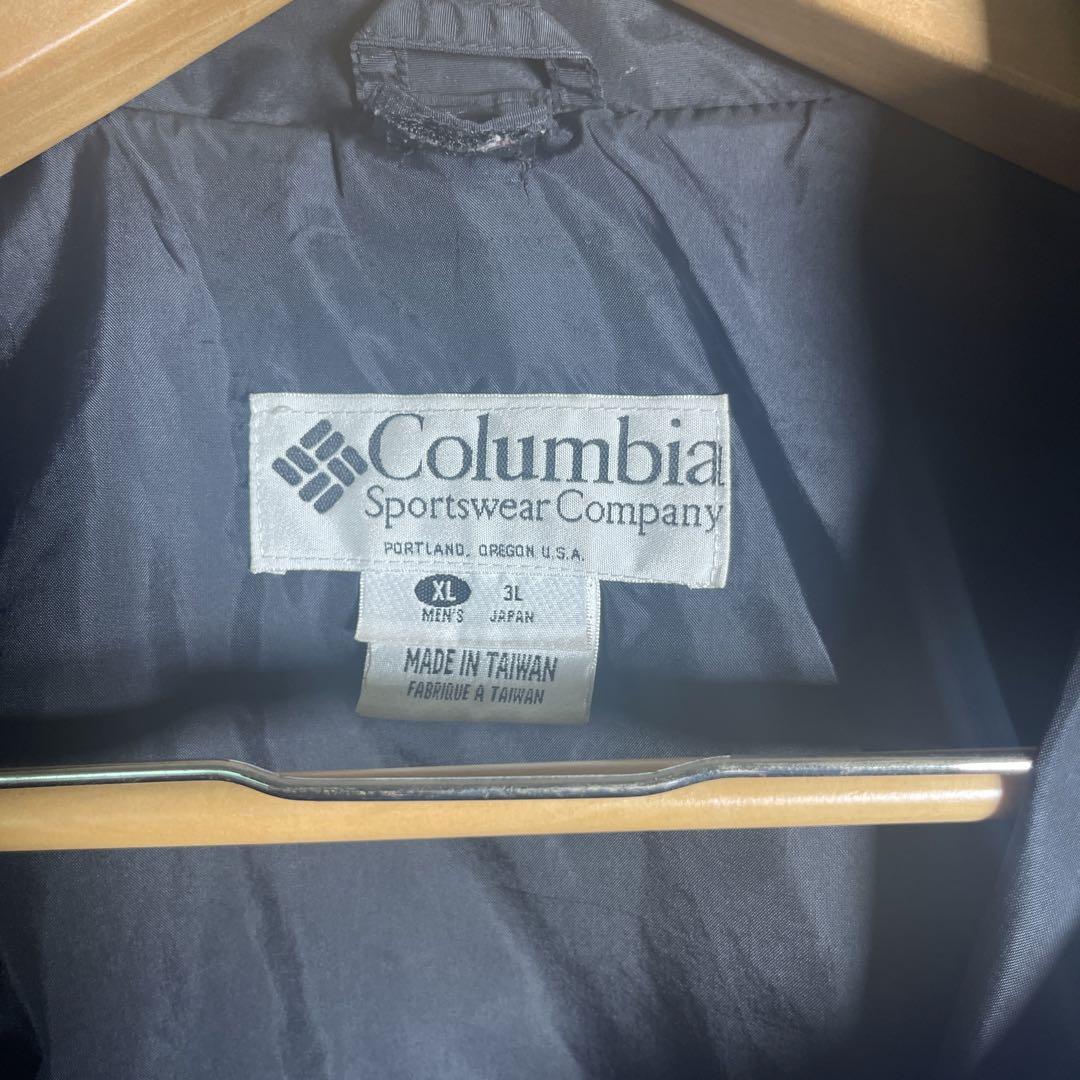 Columbia
Sportswear Company
PORTLAND, OREGON U.S.A.
XL 3L
MEN'S JAPAN
MADE IN TAIWAN
FABRIQUE A TAIWAN